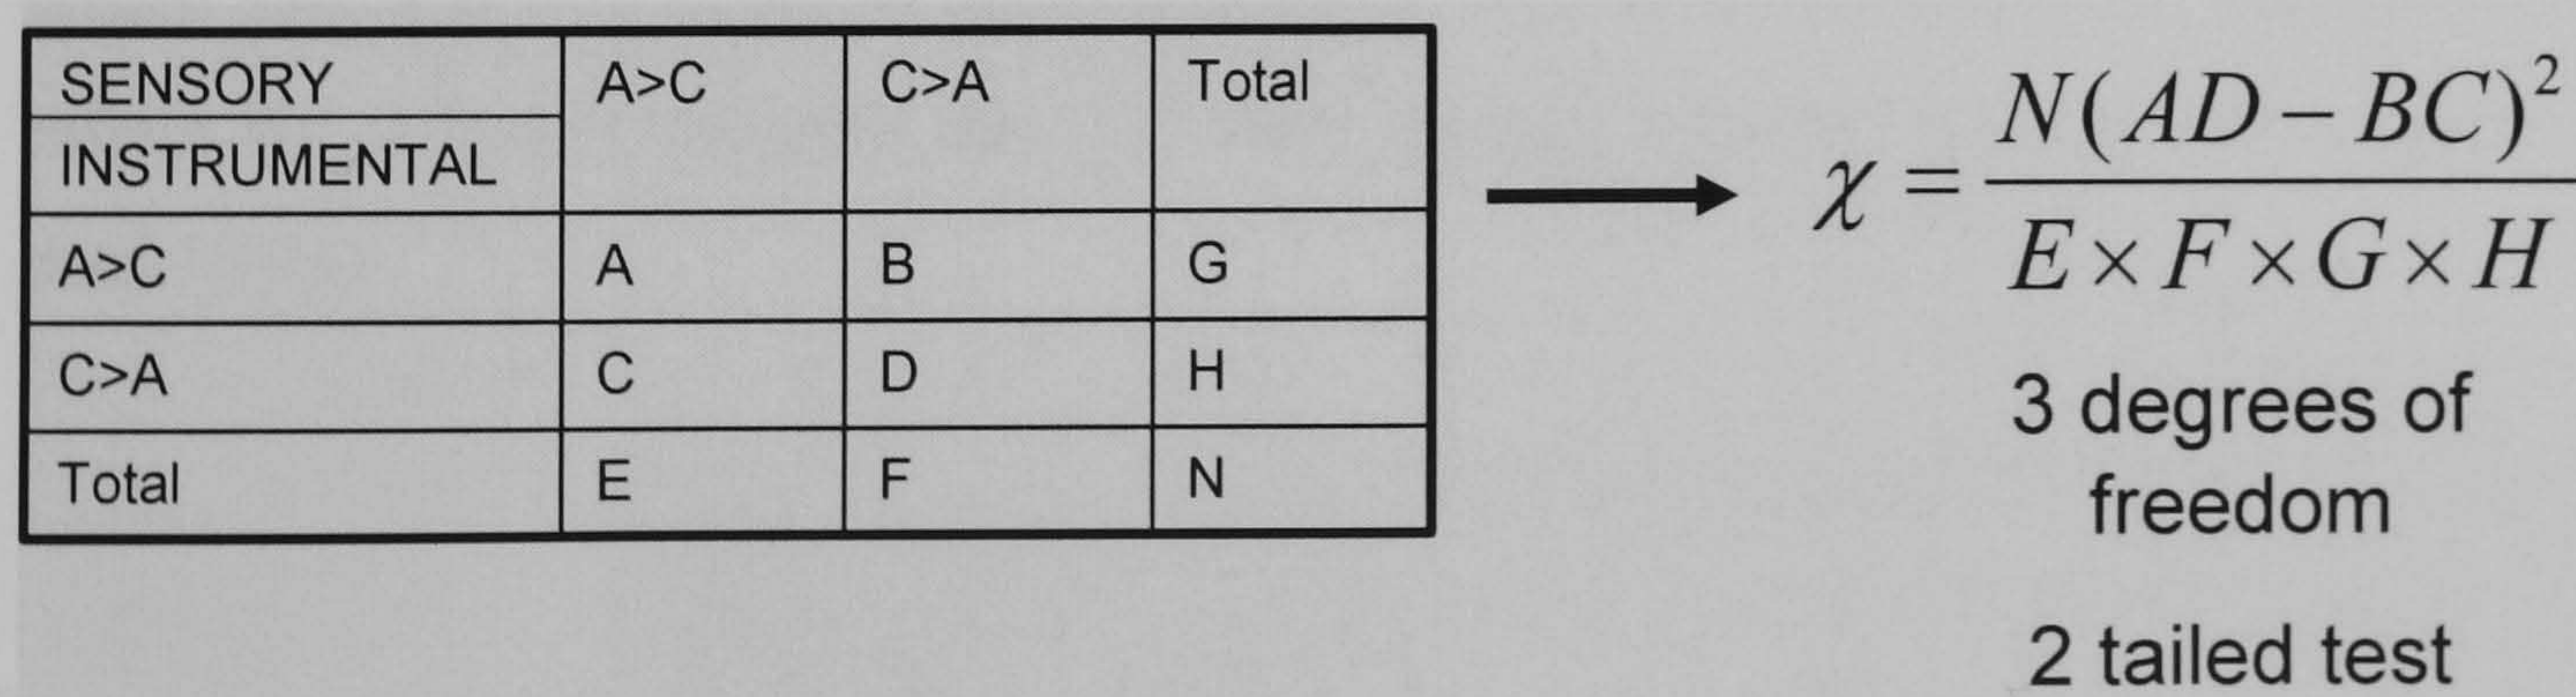 SENSORY A>C C>A Total
INSTRUMENTAL
A>C A B G
C>A C D H
Total E F N
χ = N(AD − BC)² / E × F × G × H
3 degrees of
freedom
2 tailed test